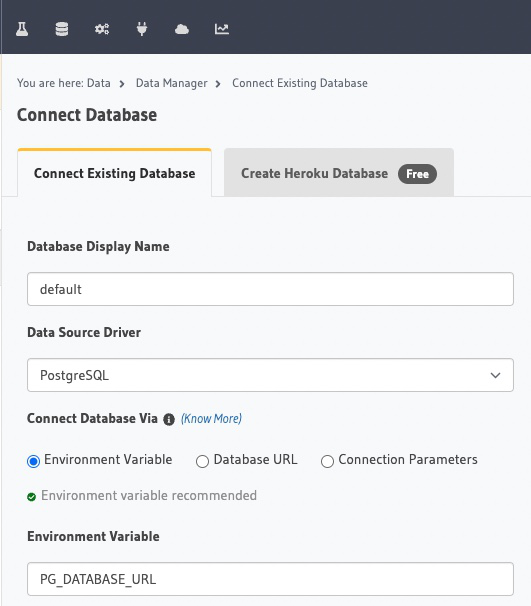 You are here: Data > Data Manager > Connect Existing Database
Connect Database
Connect Existing Database
Create Heroku Database Free
Database Display Name
default
Data Source Driver
PostgreSQL
Connect Database Via (Know More)
Environment Variable Database URL Connection Parameters
Environment variable recommended
Environment Variable
PG_DATABASE_URL